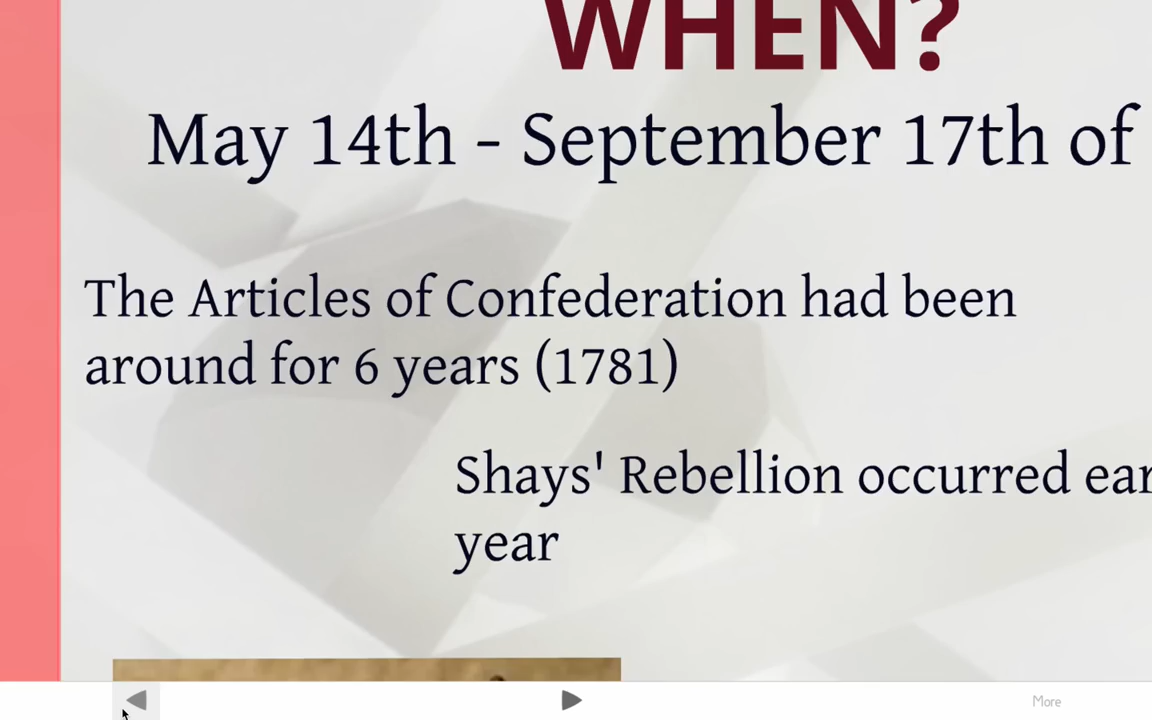 WHEN?
May 14th - September 17th of
The Articles of Confederation had been
around for 6 years (1781)
Shays' Rebellion occurred
year
More